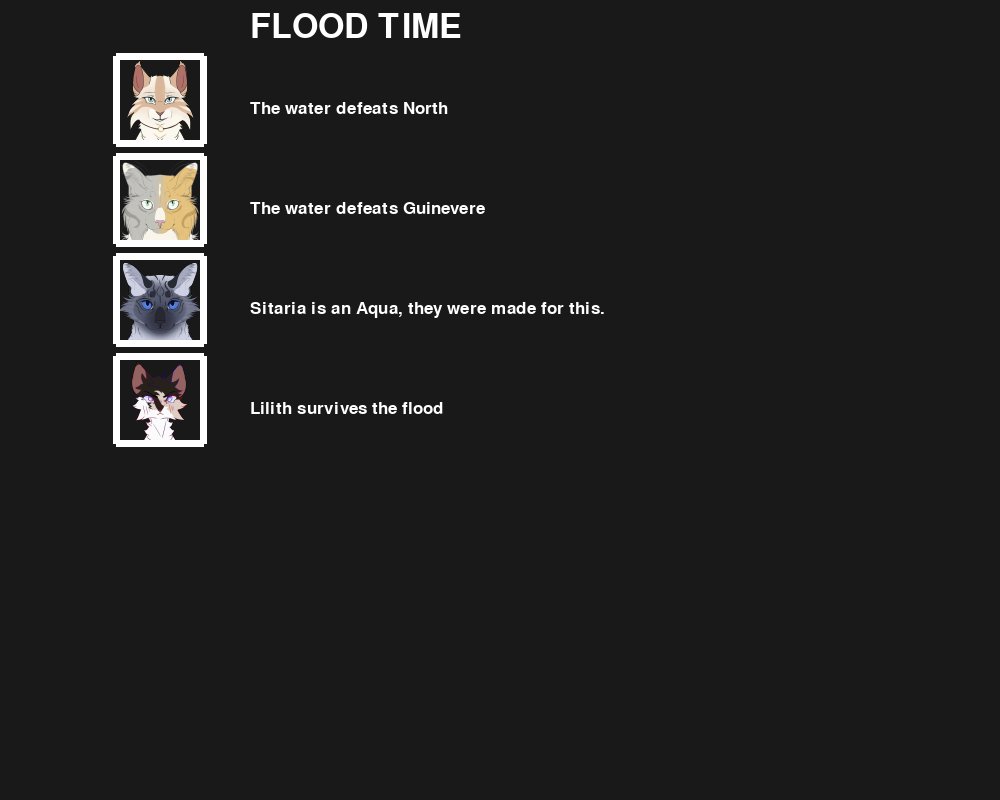 FLOOD TIME
The water defeats North
The water defeats Guinevere
Sitaria is an Aqua, they were made for this.
Lilith survives the flood